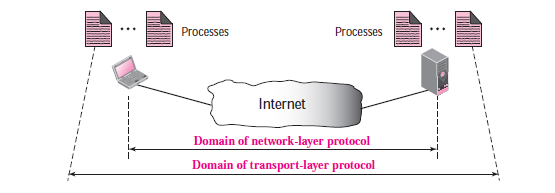 ... Processes
Processes ...
Internet
Domain of network-layer protocol
Domain of transport-layer protocol